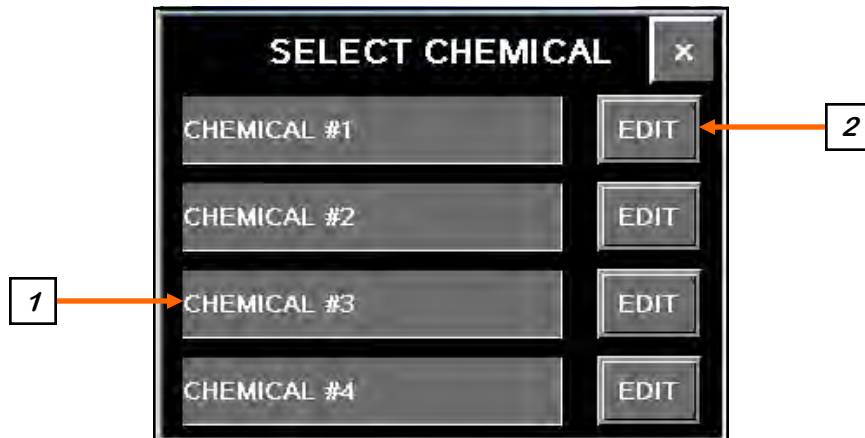 SELECT CHEMICAL X
CHEMICAL #1 EDIT 2
CHEMICAL #2 EDIT
1 CHEMICAL #3 EDIT
CHEMICAL #4 EDIT